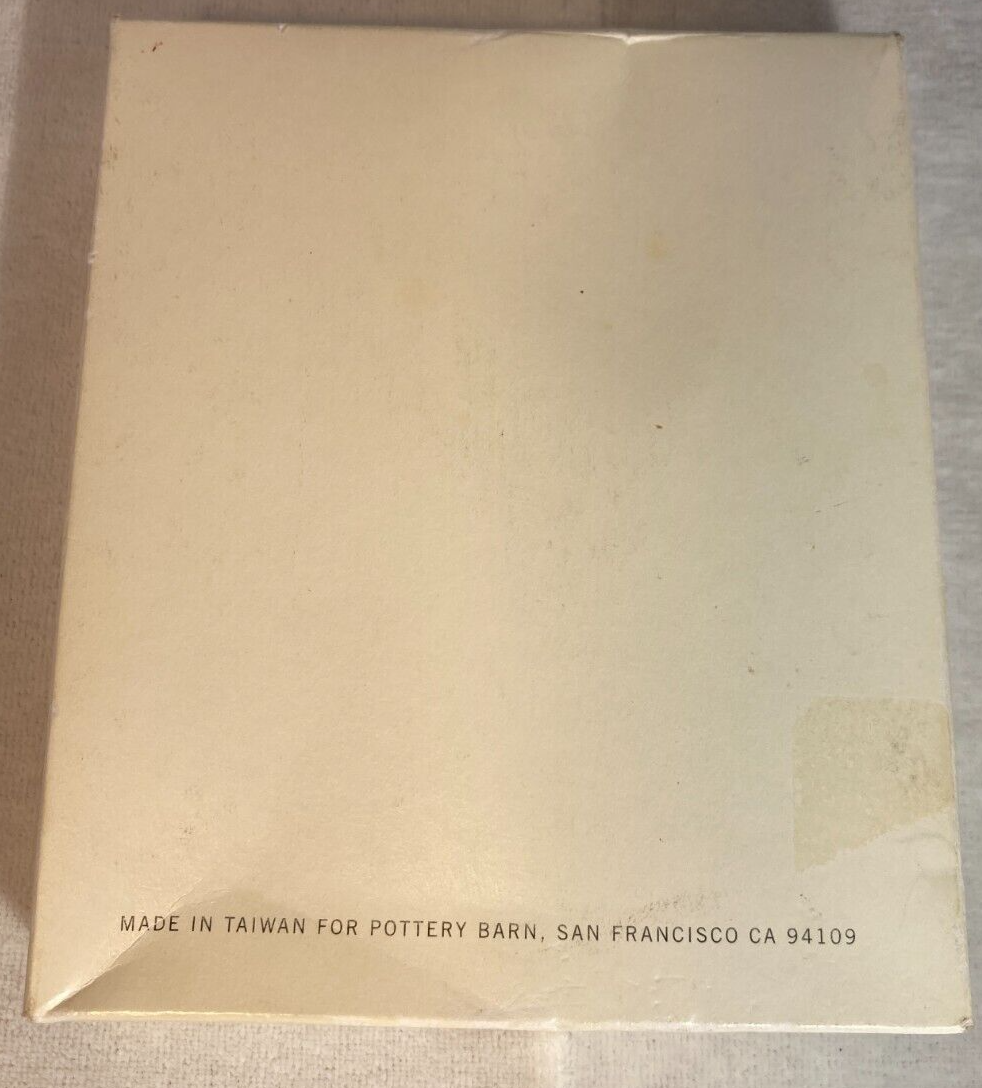 MADE IN TAIWAN FOR POTTERY BARN, SAN FRANCISCO CA 94109